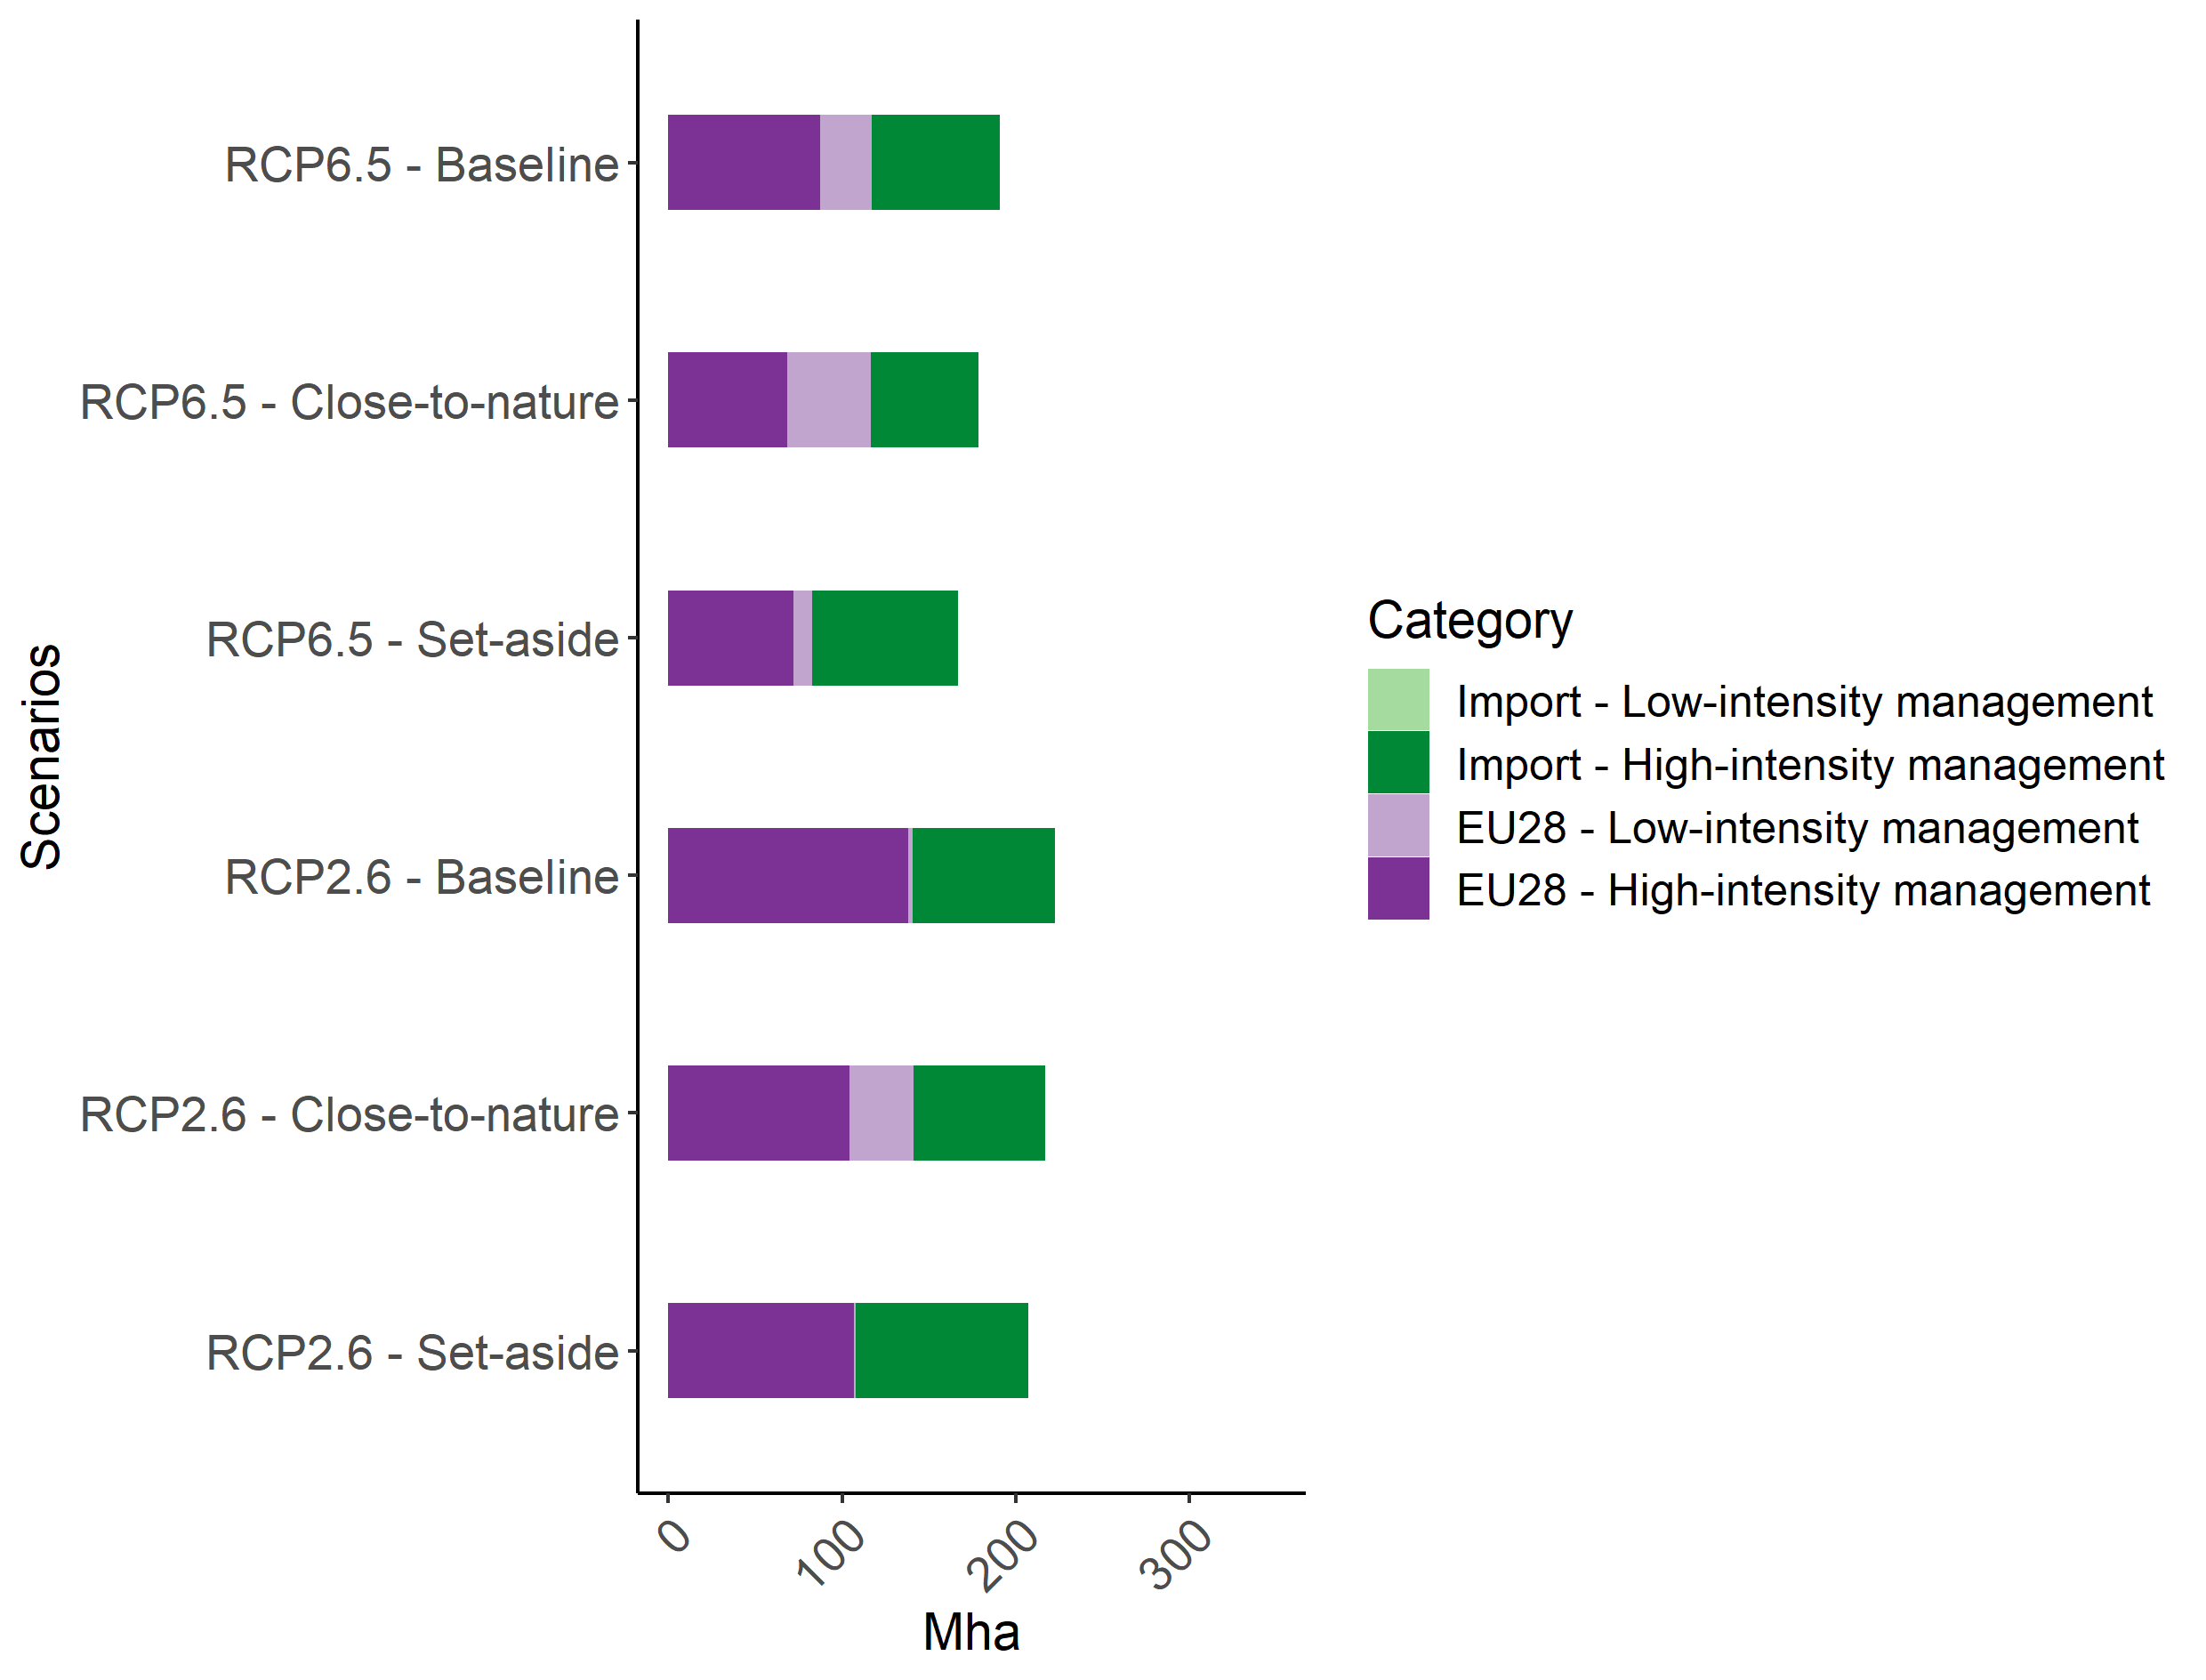 Scenarios
RCP6.5 - Baseline
RCP6.5 - Close-to-nature
RCP6.5 - Set-aside
RCP2.6 - Baseline
RCP2.6 - Close-to-nature
RCP2.6 - Set-aside
0
100
200
300
Mha
Category
Import - Low-intensity management
Import - High-intensity management
EU28 - Low-intensity management
EU28 - High-intensity management